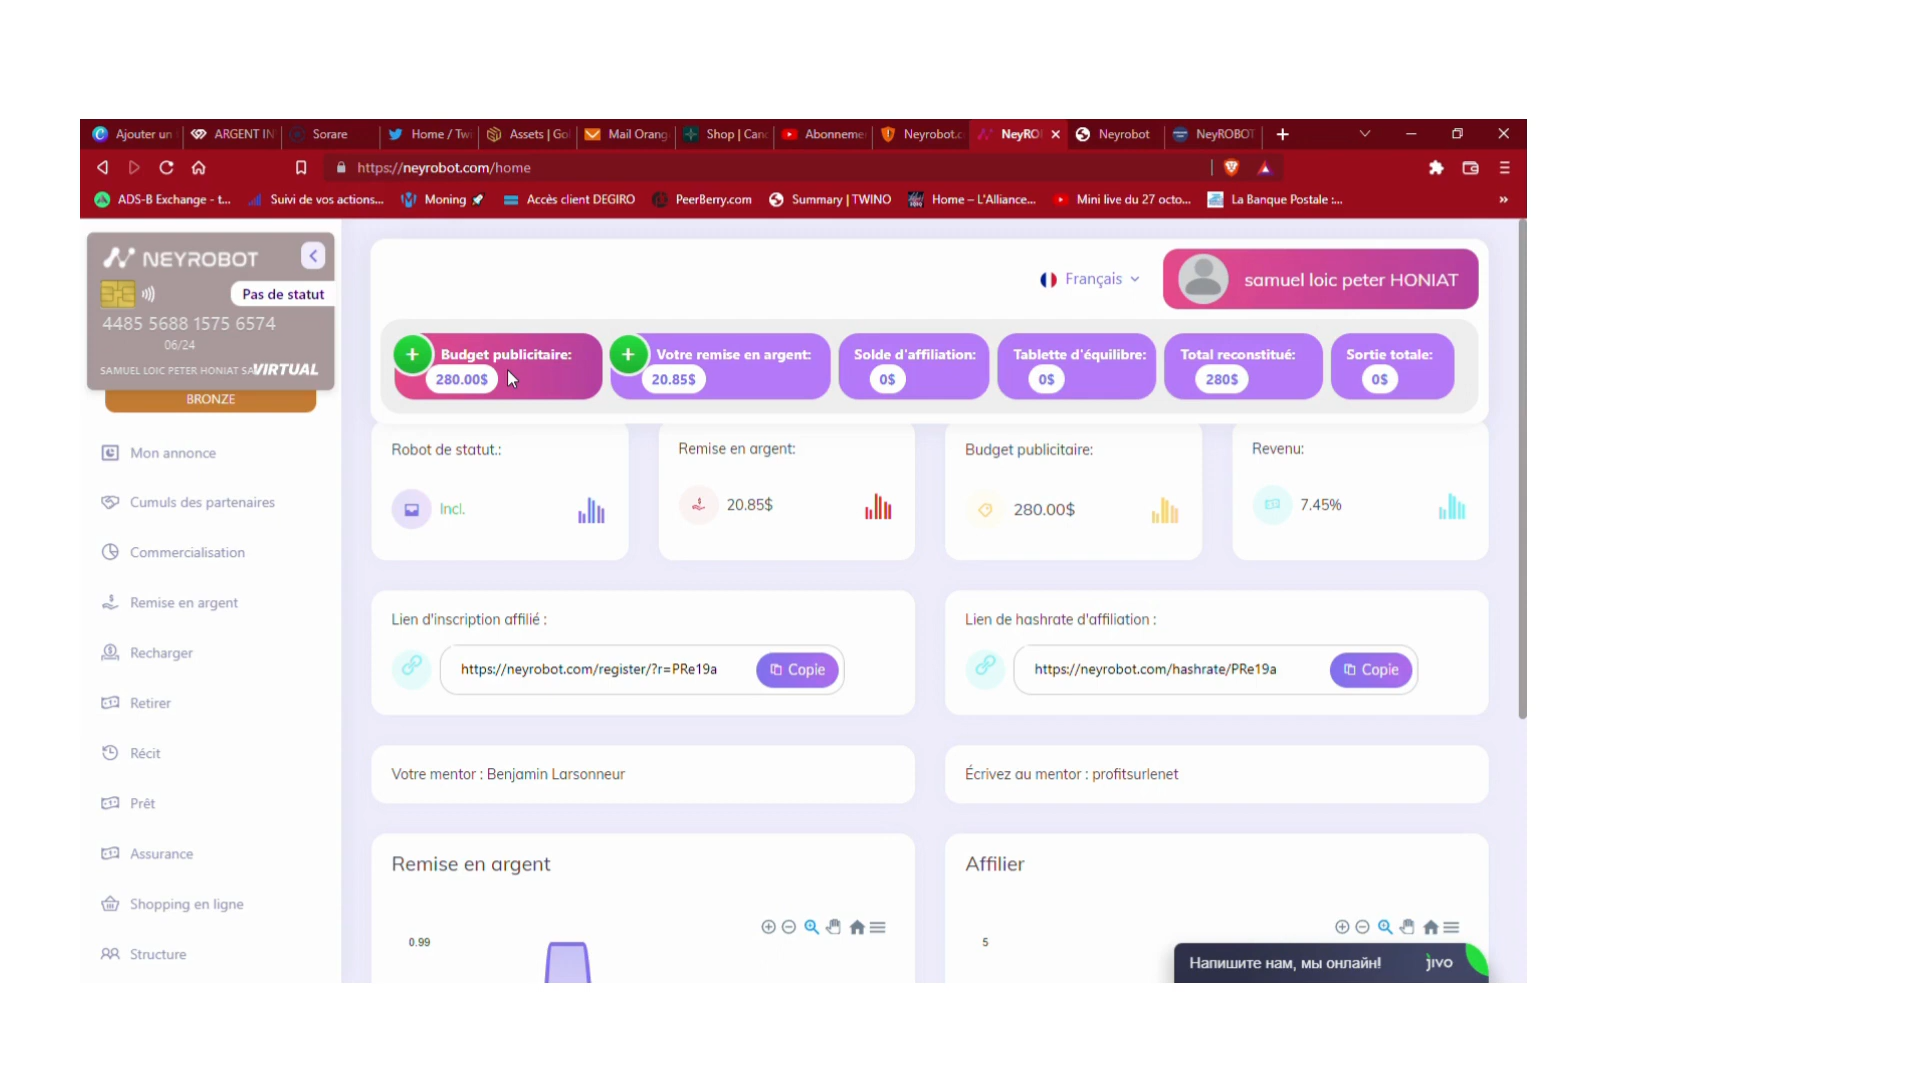 Ajouter un
ARGENT IN
Sorare
Home / Tw
Assets | Go
Mail Orang
Shop | Can
Abonneme
Neyrobot.c
NeyRO
Neyrobot
NeyROBOT
https://neyrobot.com/home
ADS-B Exchange - t...
Suivi de vos actions...
Moning
Accès client DEGIRO
PeerBerry.com
Summary | TWINO
Home – L'Alliance...
Mini live du 27 octo...
La Banque Postale :...
NEYROBOT
Pas de statut
4485 5688 1575 6574
06/24
SAMUEL LOIC PETER HONIAT SA
VIRTUAL
BRONZE
Mon annonce
Cumuls des partenaires
Commercialisation
Remise en argent
Recharger
Retirer
Récit
Prêt
Assurance
Shopping en ligne
Structure
Français
samuel loic peter HONIAT
Budget publicitaire:
280.00$
Votre remise en argent:
20.85$
Solde d'affiliation:
0$
Tablette d'équilibre:
0$
Total reconstitué:
280$
Sortie totale:
0$
Robot de statut.:
Incl.
Remise en argent:
20.85$
Budget publicitaire:
280.00$
Revenu:
7.45%
Lien d'inscription affilié :
https://neyrobot.com/register/?r=PRe19a
Copie
Lien de hashrate d'affiliation :
https://neyrobot.com/hashrate/PRe19a
Copie
Votre mentor : Benjamin Larsonneur
Écrivez au mentor : profitsurlenet
Remise en argent
0.99
Affilier
5
Напишите нам, мы онлайн!
jivo